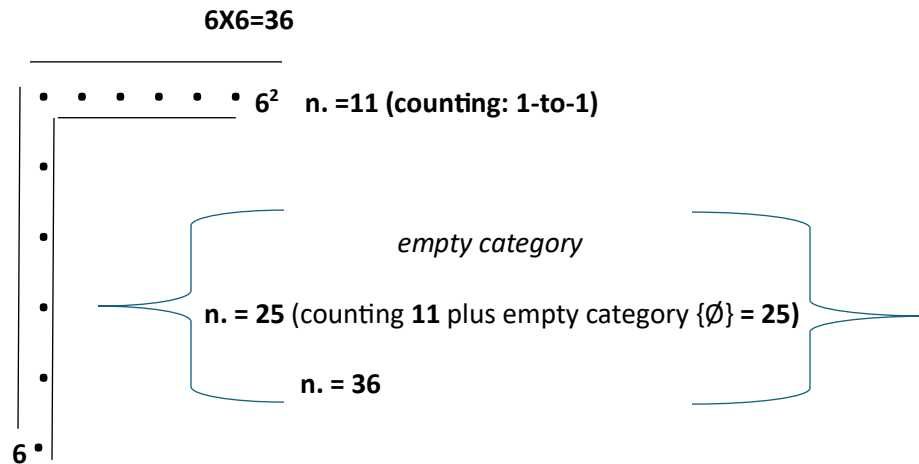 6X6=36
6² n. =11 (counting: 1-to-1)
empty category
n. = 25 (counting 11 plus empty category {Ø} = 25)
n. = 36
6